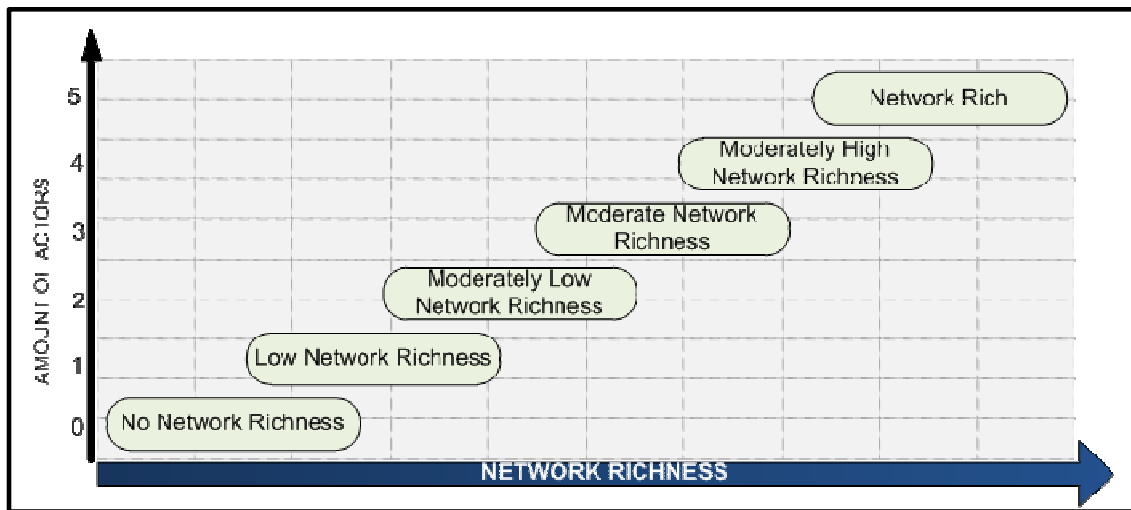 AMOUNT OF ACTORS
5
Network Rich
4
Moderately High
Network Richness
3
Moderate Network
Richness
2
Moderately Low
Network Richness
1
Low Network Richness
0
No Network Richness
NETWORK RICHNESS